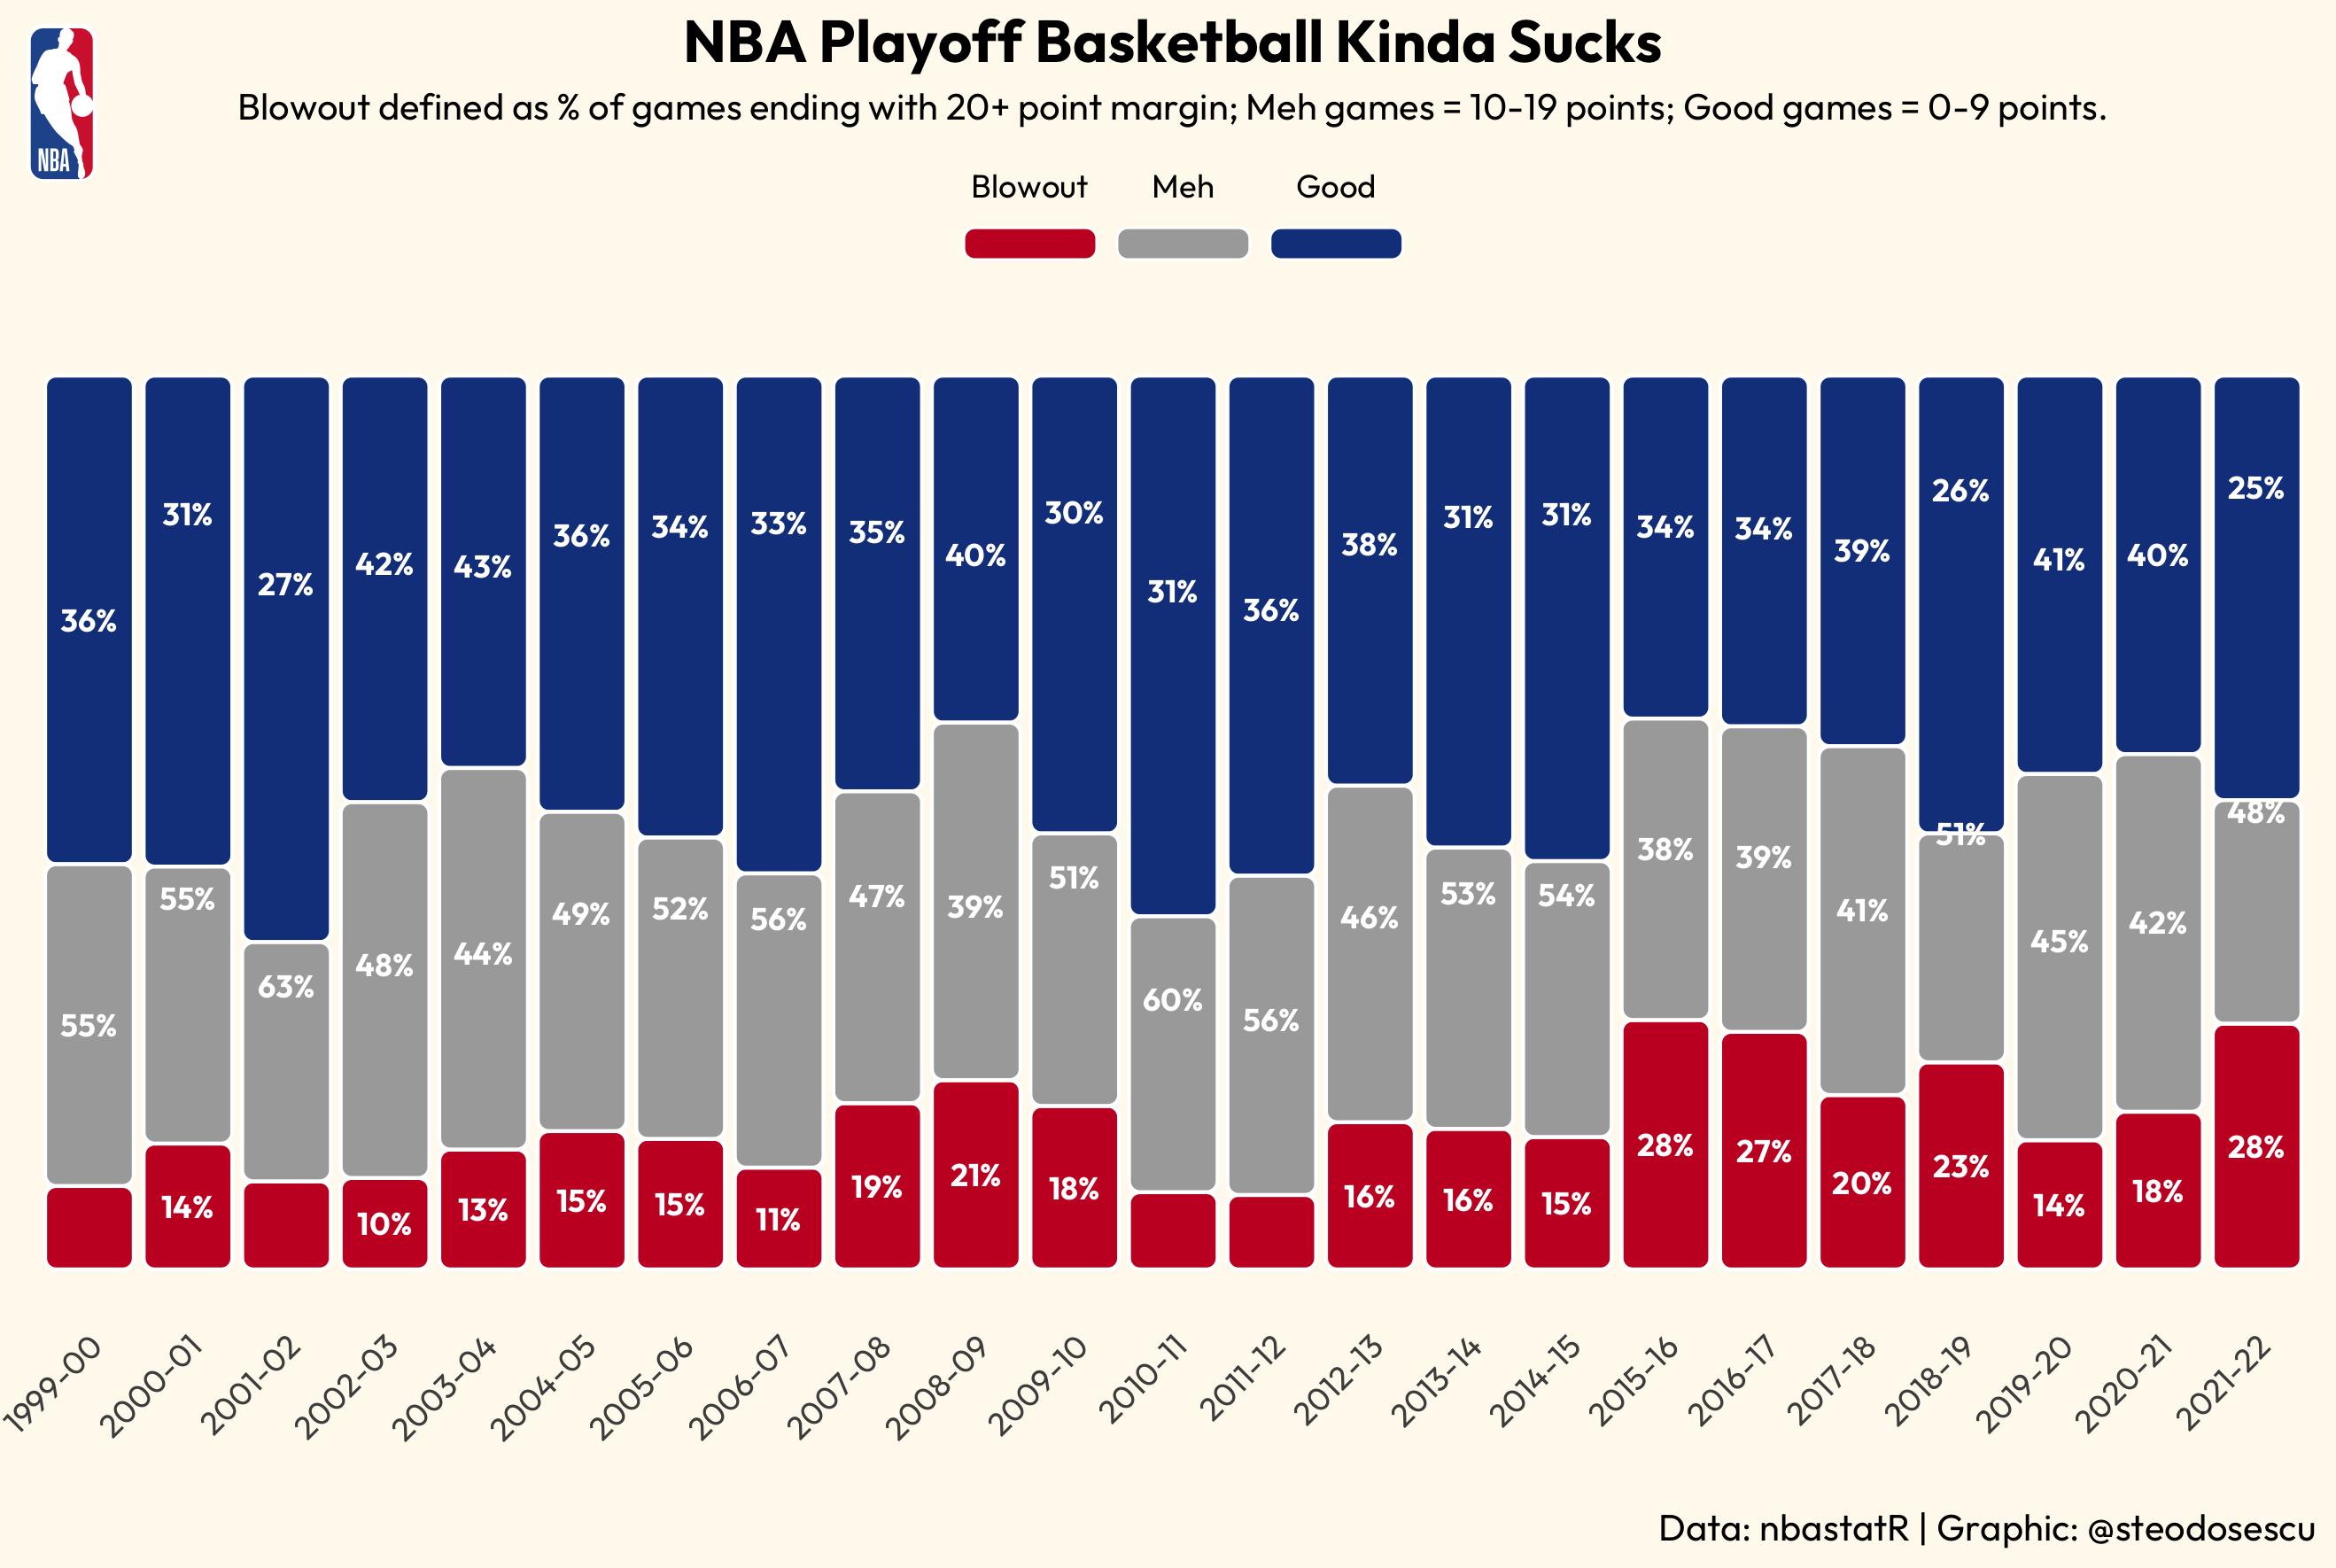 NBA Playoff Basketball Kinda Sucks
Blowout defined as % of games ending with 20+ point margin; Meh games = 10-19 points; Good games = 0-9 points.
NBA
Blowout Meh Good
36% 31% 27% 42% 43% 36% 34% 33% 35% 40% 30% 31% 36% 38% 31% 31% 34% 34% 39% 26% 41% 40% 25%
55% 55% 63% 48% 44% 49% 52% 56% 47% 39% 51% 60% 56% 46% 53% 54% 38% 39% 41% 51% 45% 42% 48%
14% 10% 13% 15% 15% 11% 19% 21% 18% 16% 16% 15% 28% 27% 20% 23% 14% 18% 28%
1999-00 2000-01 2001-02 2002-03 2003-04 2004-05 2005-06 2006-07 2007-08 2008-09 2009-10 2010-11 2011-12 2012-13 2013-14 2014-15 2015-16 2016-17 2017-18 2018-19 2019-20 2020-21 2021-22
Data: nbastatR | Graphic: @steodosescu